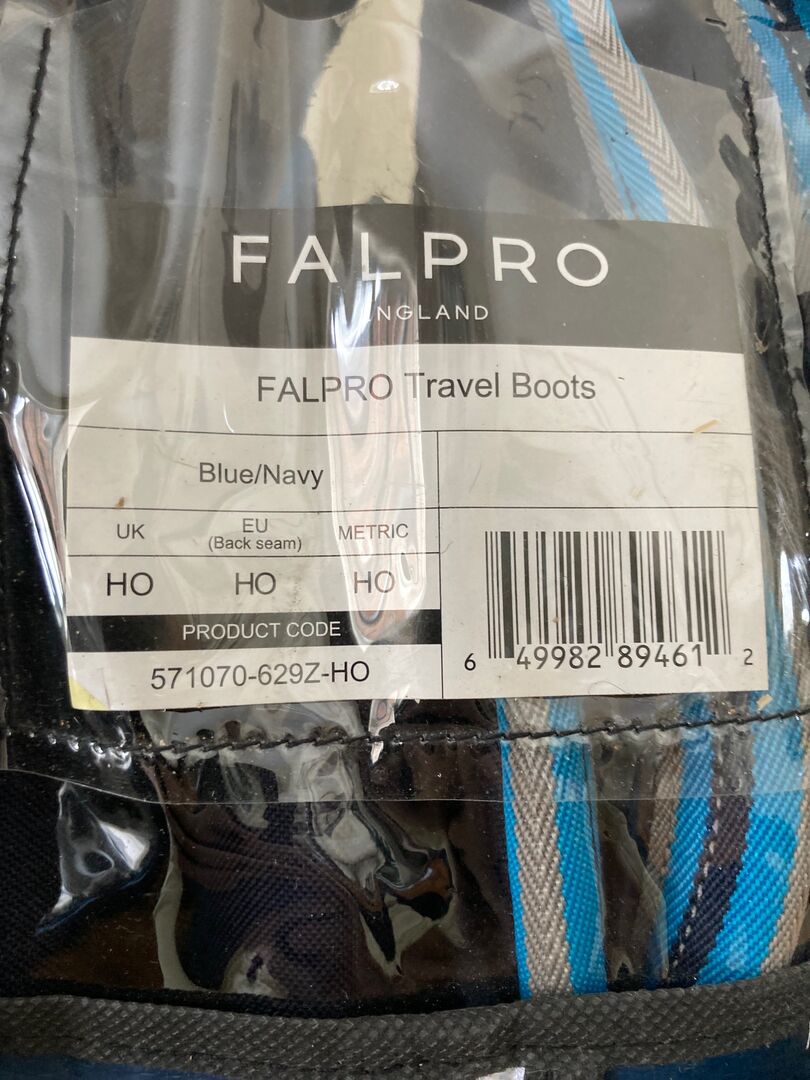 FALPRO
ENGLAND
FALPRO Travel Boots
Blue/Navy
UK EU (Back seam) METRIC
HO HO HO
PRODUCT CODE
571070-629Z-HO
6 49982 89461 2